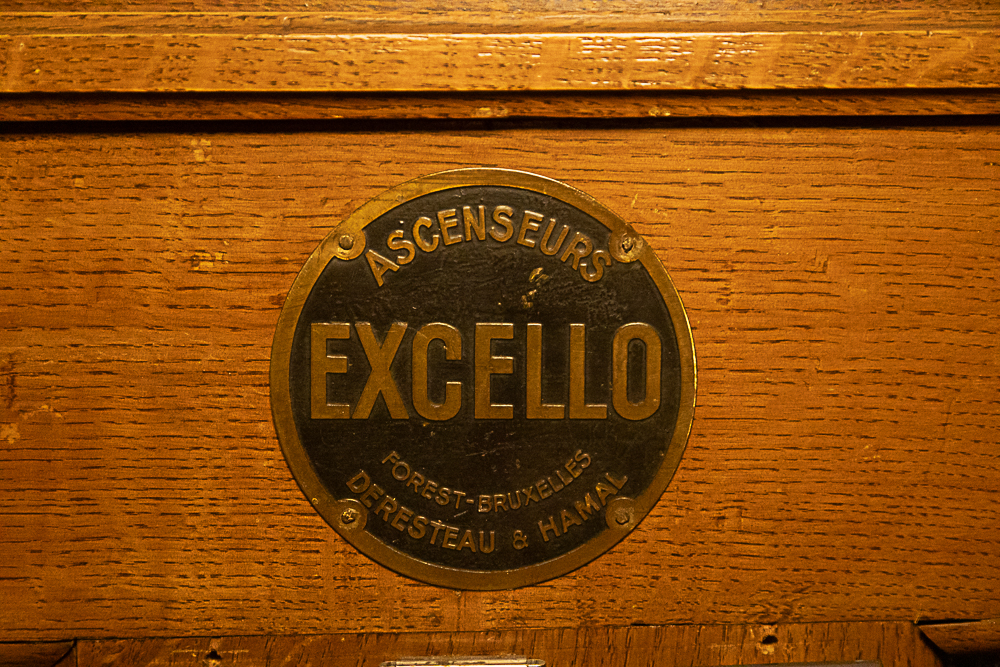 ASCENSEURS
EXCELLO
FOREST-BRUXELLES
DERESTEAU & HAMAL